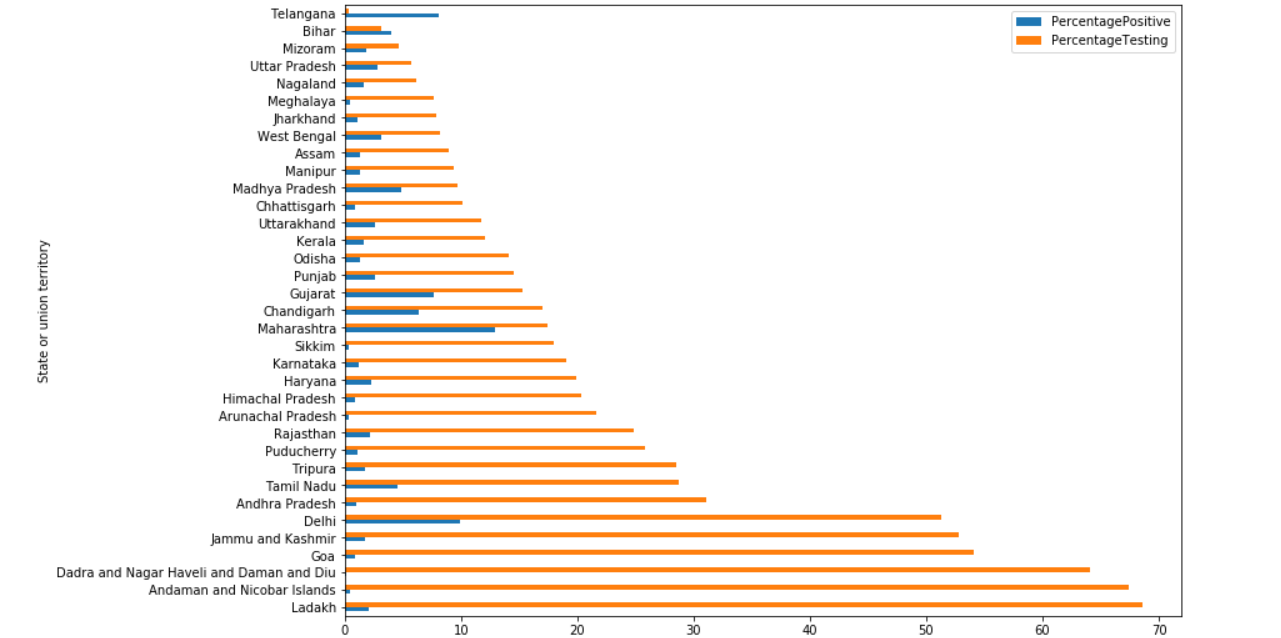 PercentagePositive
PercentageTesting
State or union territory
Telangana
Bihar
Mizoram
Uttar Pradesh
Nagaland
Meghalaya
Jharkhand
West Bengal
Assam
Manipur
Madhya Pradesh
Chhattisgarh
Uttarakhand
Kerala
Odisha
Punjab
Gujarat
Chandigarh
Maharashtra
Sikkim
Karnataka
Haryana
Himachal Pradesh
Arunachal Pradesh
Rajasthan
Puducherry
Tripura
Tamil Nadu
Andhra Pradesh
Delhi
Jammu and Kashmir
Goa
Dadra and Nagar Haveli and Daman and Diu
Andaman and Nicobar Islands
Ladakh
0 10 20 30 40 50 60 70